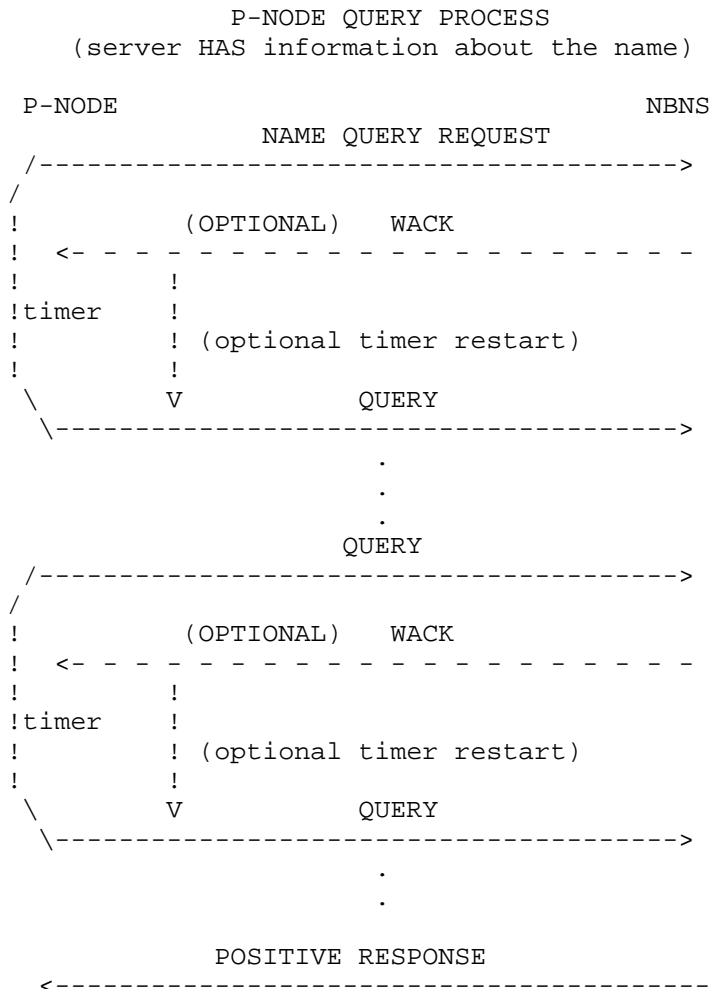 P-NODE QUERY PROCESS
(server HAS information about the name)
P-NODE NBNS
NAME QUERY REQUEST
/---------------------------------------->
/
! (OPTIONAL) WACK
! <- - - - - - - - - - - - - - - - - - - -
! !
!timer !
! ! (optional timer restart)
! !
\ V QUERY
\--------------------------------------->
.
.
.
QUERY
/---------------------------------------->
/
! (OPTIONAL) WACK
! <- - - - - - - - - - - - - - - - - - - -
! !
!timer !
! ! (optional timer restart)
! !
\ V QUERY
\--------------------------------------->
.
.
POSITIVE RESPONSE
<-----------------------------------------